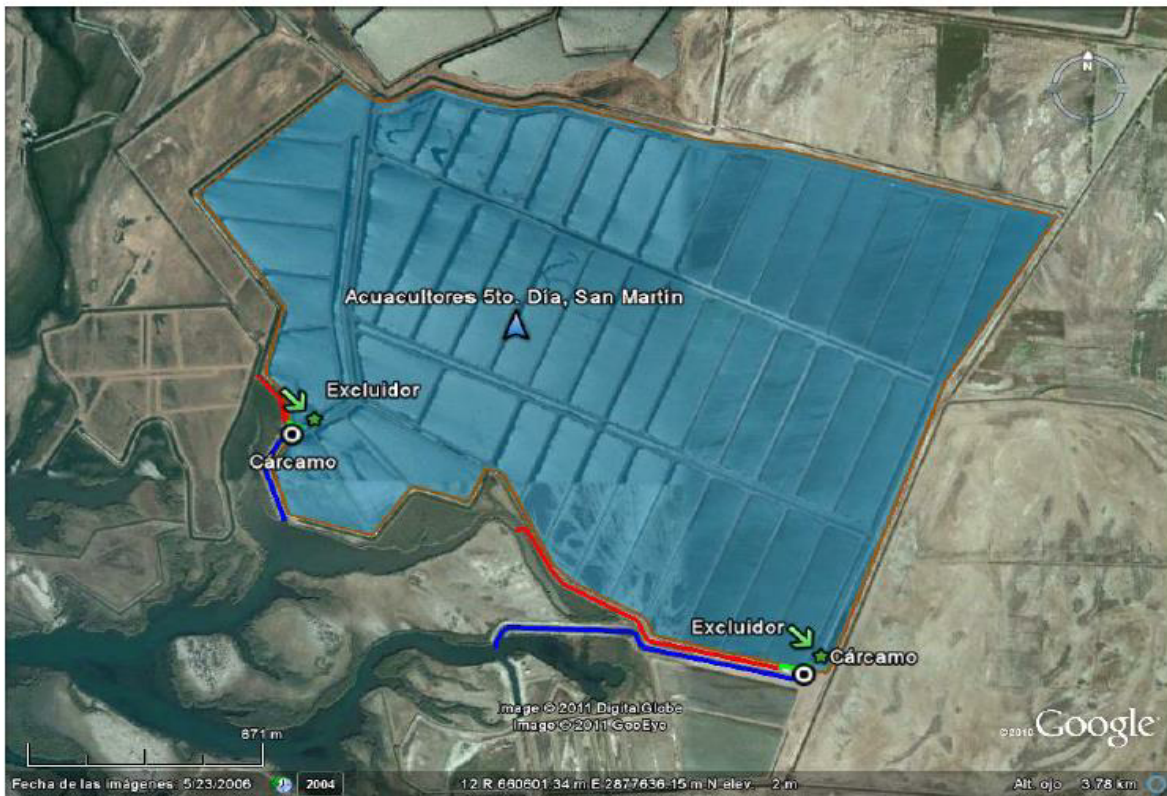 N
Acuacultores 5to. Día, San Martín
Excluidor
Cárcamo
Excluidor
Cárcamo
Image © 2011 DigitalGlobe
Image © 2011 GeoEye
©2010 Google
671 m
Fecha de las imágenes: 5/23/2006 2004 12 R 660601.34 m E 2877636.15 m N elev. 2 m Alt. ojo 3.78 km